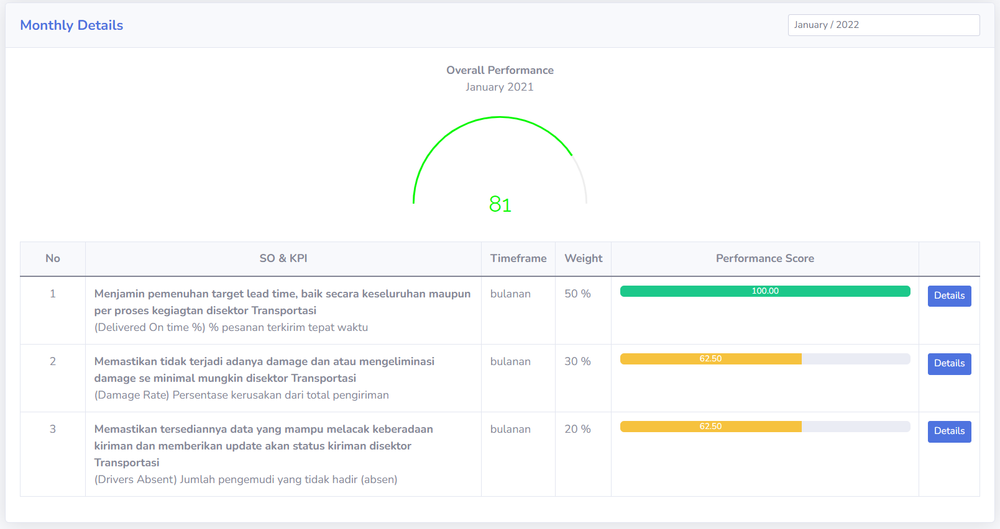 Monthly Details
January / 2022
Overall Performance
January 2021
81
No
SO & KPI
Timeframe
Weight
Performance Score
1
Menjamin pemenuhan target lead time, baik secara keseluruhan maupun
per proses kegiagtan disektor Transportasi
(Delivered On time %) % pesanan terkirim tepat waktu
bulanan
50 %
100.00
Details
2
Memastikan tidak terjadi adanya damage dan atau mengeliminasi
damage se minimal mungkin disektor Transportasi
(Damage Rate) Persentase kerusakan dari total pengiriman
bulanan
30 %
62.50
Details
3
Memastikan tersediannya data yang mampu melacak keberadaan
kiriman dan memberikan update akan status kiriman disektor
Transportasi
(Drivers Absent) Jumlah pengemudi yang tidak hadir (absen)
bulanan
20 %
62.50
Details